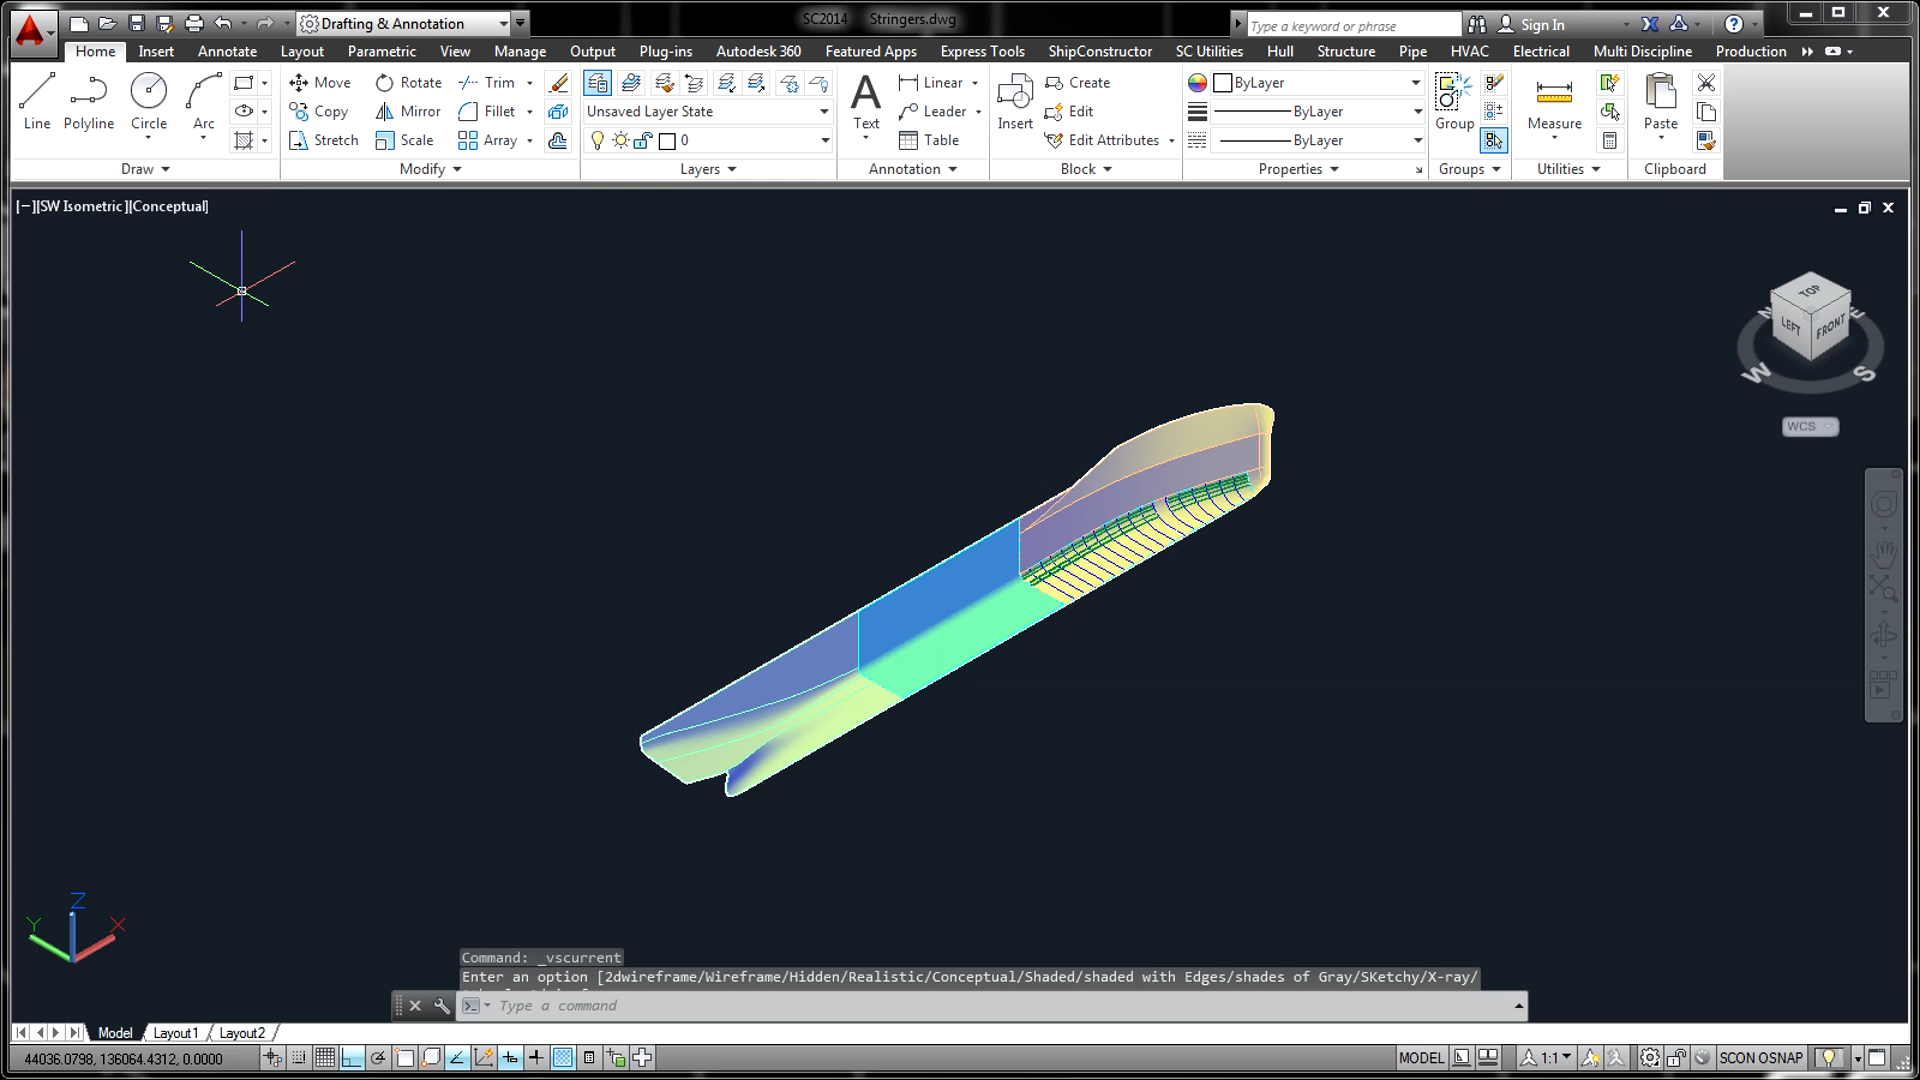 Drafting & Annotation
SC2014 Stringers.dwg
Type a keyword or phrase
Sign In
Home Insert Annotate Layout Parametric View Manage Output Plug-ins Autodesk 360 Featured Apps Express Tools ShipConstructor SC Utilities Hull Structure Pipe HVAC Electrical Multi Discipline Production
Move Rotate Trim
Copy Mirror Fillet
Stretch Scale Array
Line Polyline Circle Arc
Unsaved Layer State
0
Text
Linear
Leader
Table
Insert
Create
Edit
Edit Attributes
ByLayer
ByLayer
ByLayer
Group
Measure
Paste
Draw Modify Layers Annotation Block Properties Groups Utilities Clipboard
[−][SW Isometric][Conceptual]
TOP
LEFT FRONT
N E
W S
WCS
Z
Y X
Command: _vscurrent
Enter an option [2dwireframe/Wireframe/Hidden/Realistic/Conceptual/Shaded/shaded with Edges/shades of Gray/SKetchy/X-ray/
Type a command
Model Layout1 Layout2
44036.0798, 136064.4312, 0.0000
MODEL
1:1
SCON OSNAP